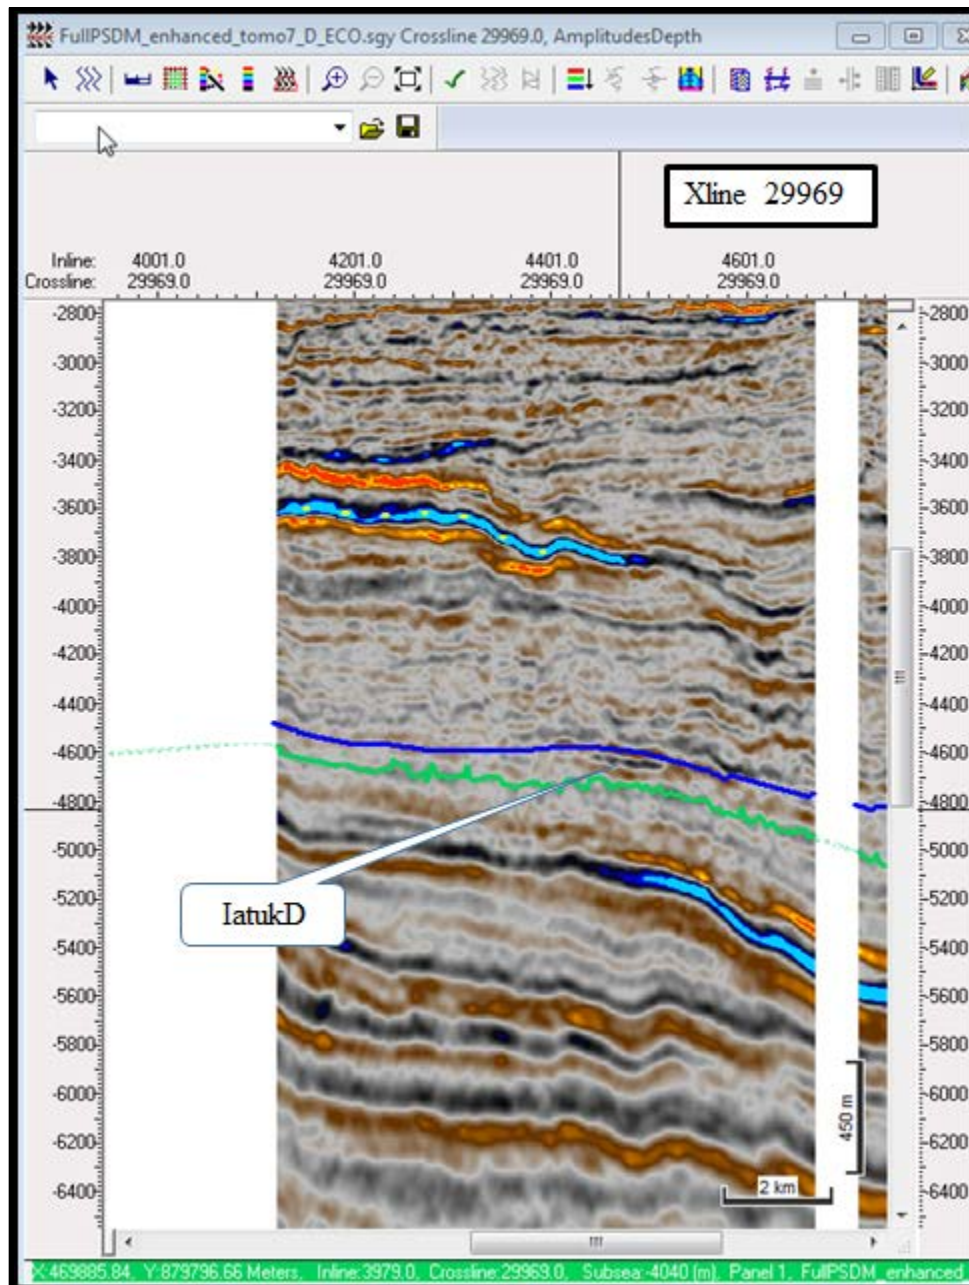 FullPSDM_enhanced_tomo7_D_ECO.sgy Crossline 29969.0, AmplitudesDepth
Xline 29969
Inline: 4001.0 4201.0 4401.0 4601.0
Crossline: 29969.0 29969.0 29969.0 29969.0
-2800 -2800
-3000 -3000
-3200 -3200
-3400 -3400
-3600 -3600
-3800 -3800
-4000 -4000
-4200 -4200
-4400 -4400
-4600 -4600
-4800 -4800
-5000 -5000
IatukD
-5200 -5200
-5400 -5400
-5600 -5600
-5800 -5800
450 m
-6000 -6000
-6200 -6200
2 km
-6400 -6400
X:469885.84, Y:879796.66 Meters, Inline:3979.0, Crossline:29969.0, Subsea:-4040 (m), Panel 1, FullPSDM_enhanced